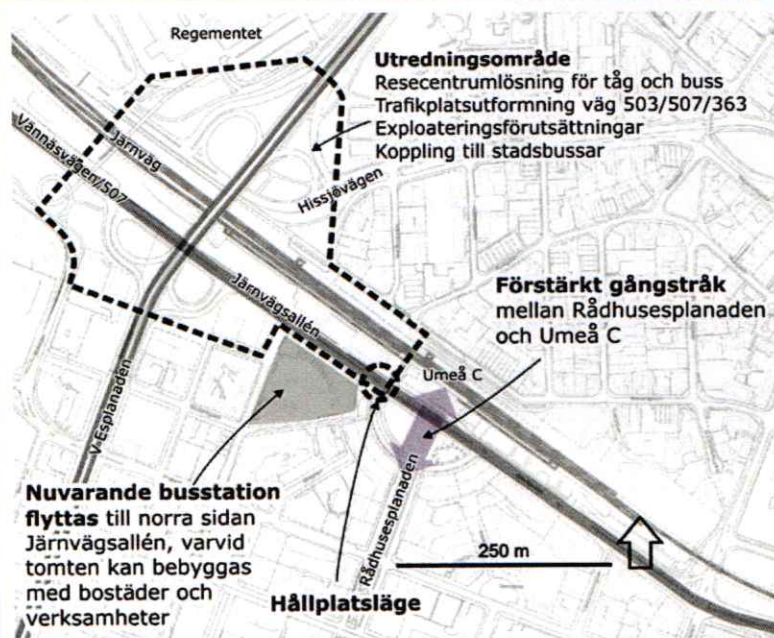 Regementet
Utredningsområde
Resecentrumlösning för tåg och buss
Trafikplatsutformning väg 503/507/363
Exploateringsförutsättningar
Koppling till stadsbussar
Järnväg
Vännäsvägen/507
Hissjövägen
Järnvägsallén
Förstärkt gångstråk
mellan Rådhusesplanaden
och Umeå C
Umeå C
V Esplanaden
Rådhusesplanaden
Nuvarande busstation
flyttas till norra sidan
Järnvägsallén, varvid
tomten kan bebyggas
med bostäder och
verksamheter
Hållplatsläge
250 m